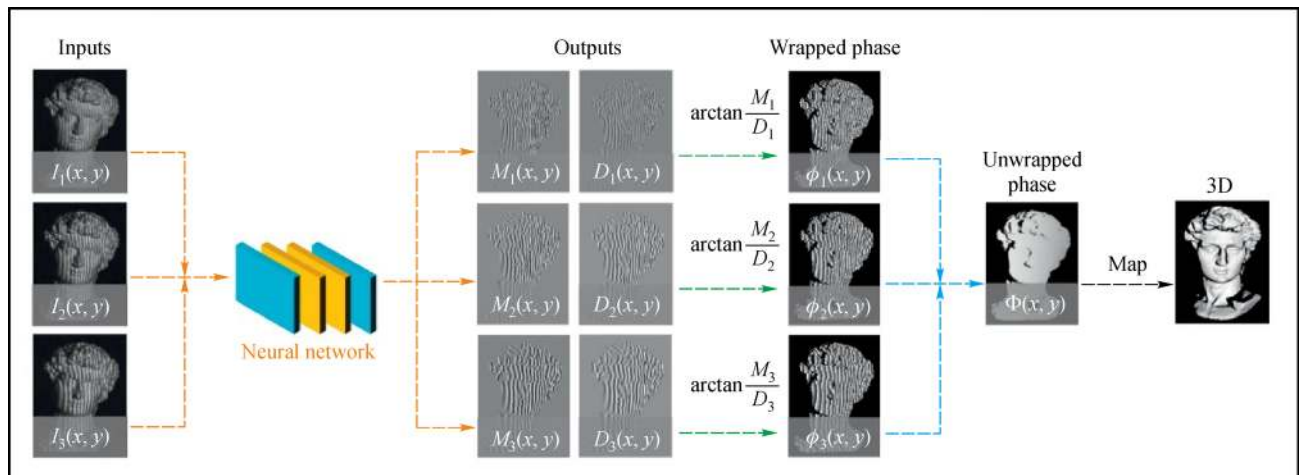 Inputs
Outputs
Wrapped phase
I₁(x, y)
M₁(x, y)
D₁(x, y)
arctan M₁/D₁
ϕ₁(x, y)
I₂(x, y)
Neural network
M₂(x, y)
D₂(x, y)
arctan M₂/D₂
ϕ₂(x, y)
Unwrapped
phase
Φ(x, y)
Map
3D
I₃(x, y)
M₃(x, y)
D₃(x, y)
arctan M₃/D₃
ϕ₃(x, y)